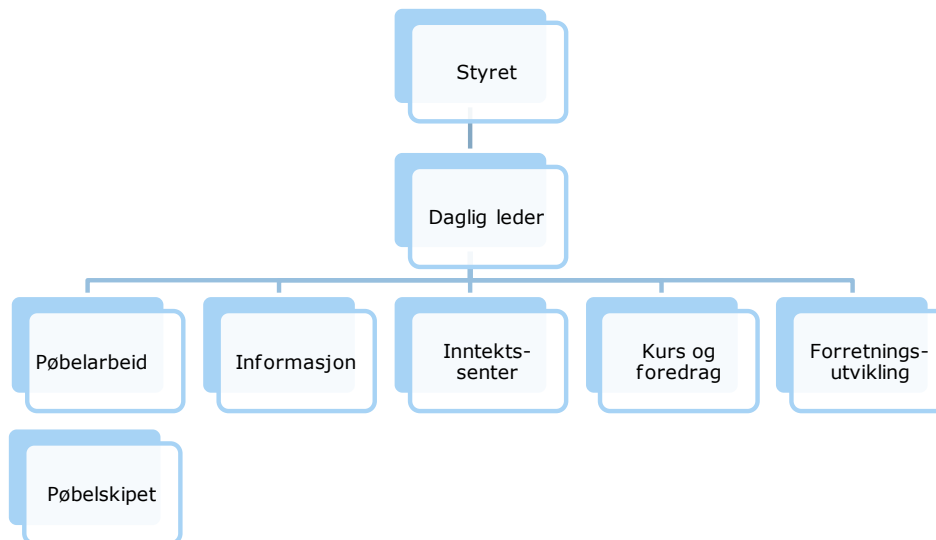 Styret
Daglig leder
Pøbelarbeid
Informasjon
Inntekts-
senter
Kurs og
foredrag
Forretnings-
utvikling
Pøbelskipet